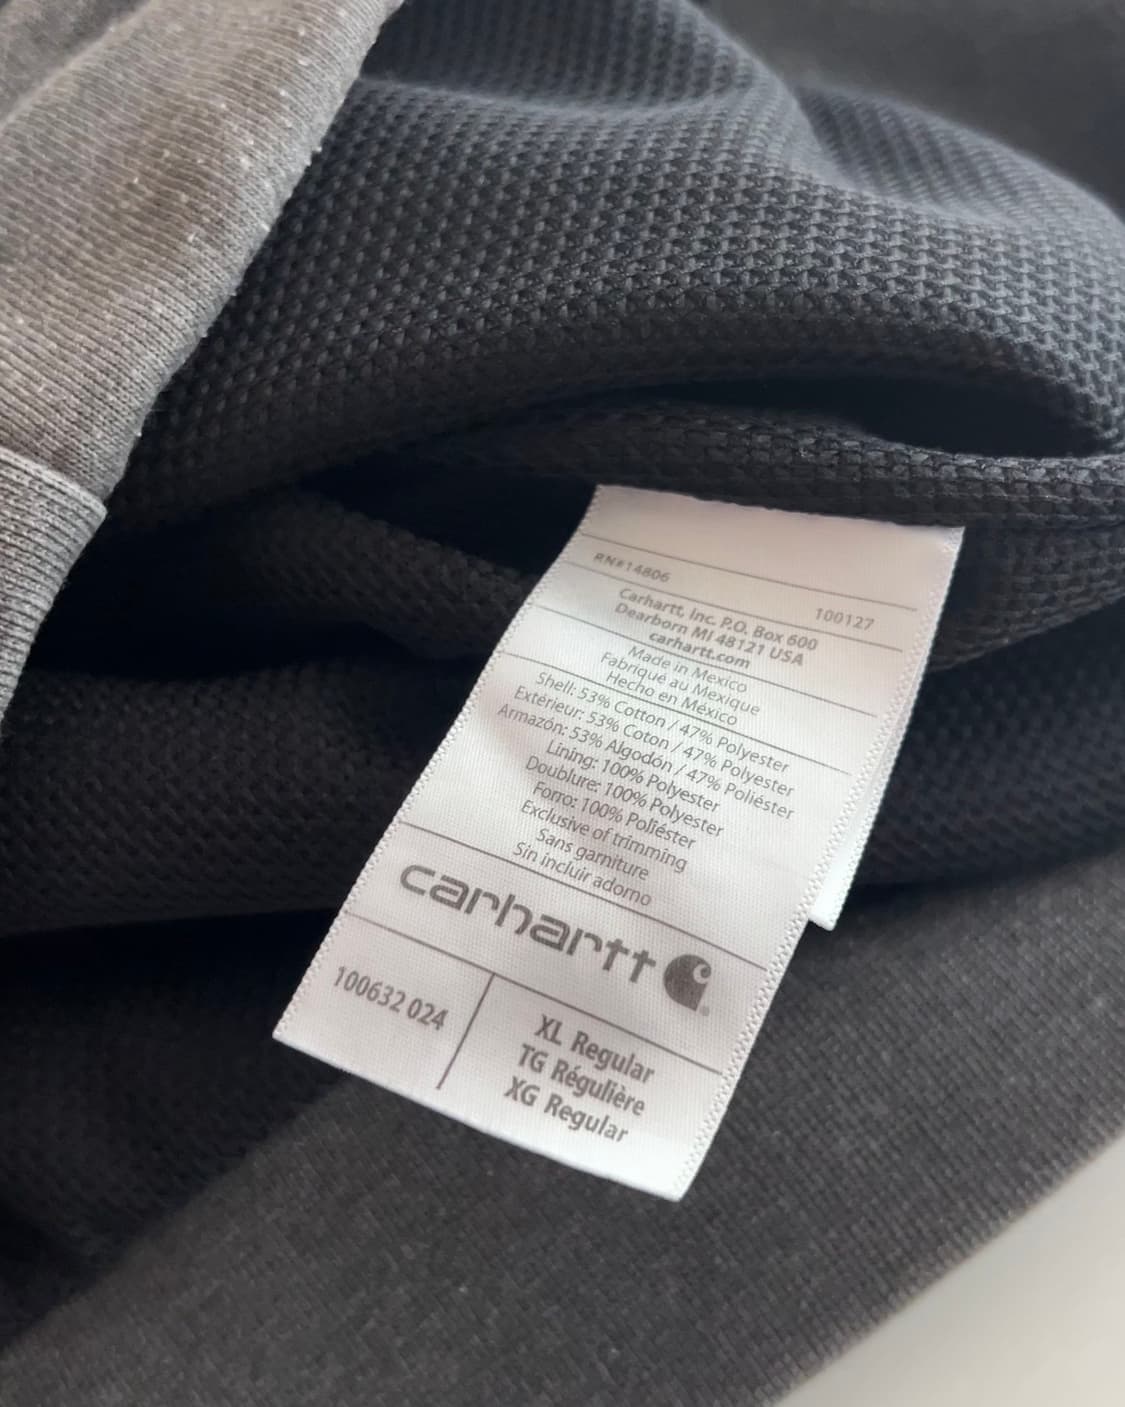 RN#14806
100127
Carhartt, Inc. P.O. Box 600
Dearborn MI 48121 USA
carhartt.com
Made in Mexico
Fabriqué au Mexique
Hecho en México
Shell: 53% Cotton / 47% Polyester
Extérieur: 53% Coton / 47% Polyester
Armazón: 53% Algodón / 47% Poliéster
Lining: 100% Polyester
Doublure: 100% Polyester
Forro: 100% Poliéster
Exclusive of trimming
Sans garniture
Sin incluir adorno
carhartt
100632 024
XL Regular
TG Régulière
XG Regular